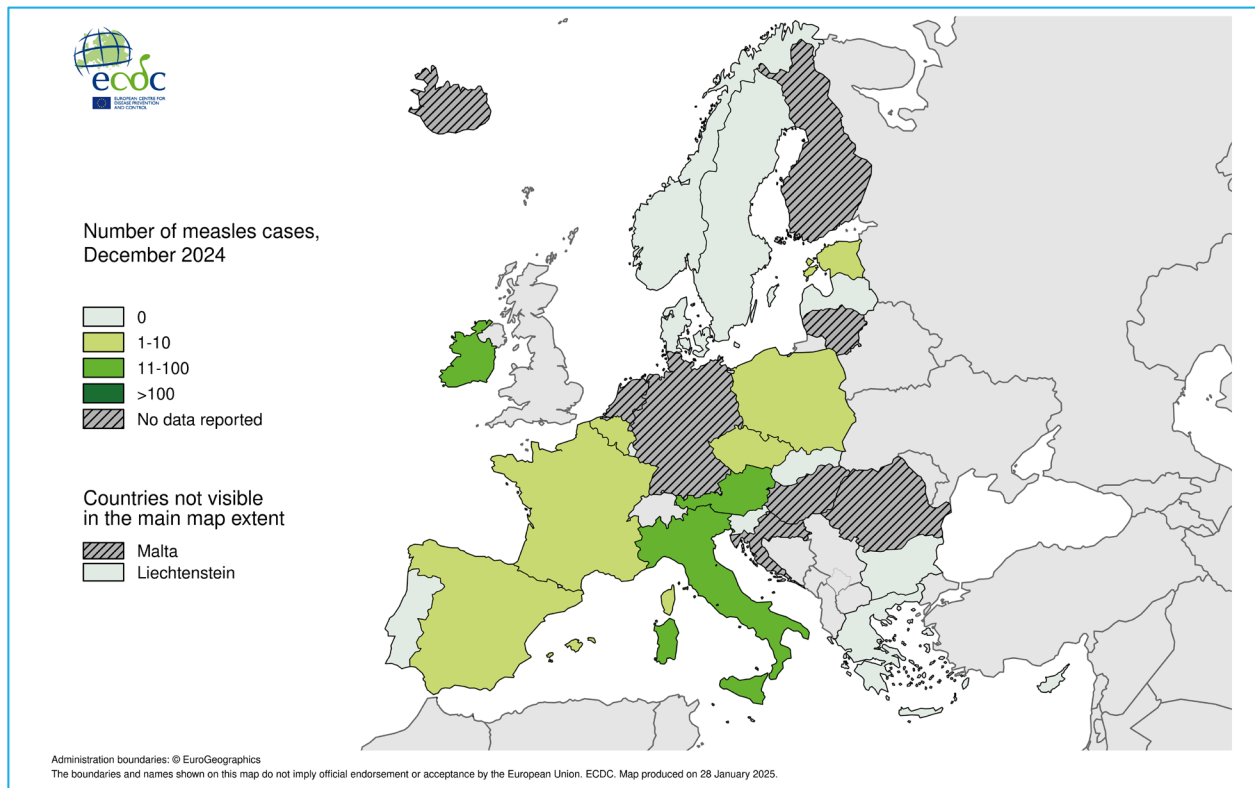 ecdc
EUROPEAN CENTRE FOR
DISEASE PREVENTION
AND CONTROL
Number of measles cases,
December 2024
0
1-10
11-100
>100
No data reported
Countries not visible
in the main map extent
Malta
Liechtenstein
Administration boundaries: © EuroGeographics
The boundaries and names shown on this map do not imply official endorsement or acceptance by the European Union. ECDC. Map produced on 28 January 2025.